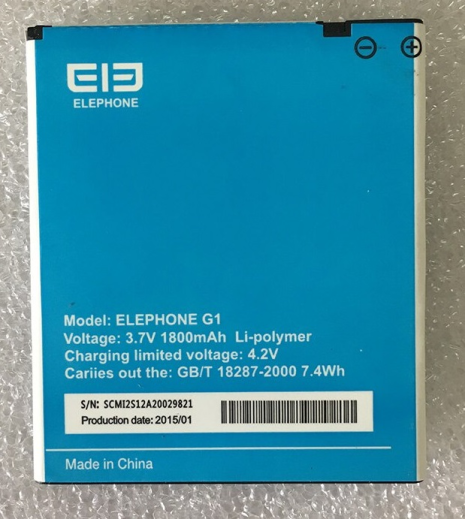 ELEPHONE
Model: ELEPHONE G1
Voltage: 3.7V 1800mAh Li-polymer
Charging limited voltage: 4.2V
Cariies out the: GB/T 18287-2000 7.4Wh
S/N: SCMI2S12A20029821
Production date: 2015/01
Made in China